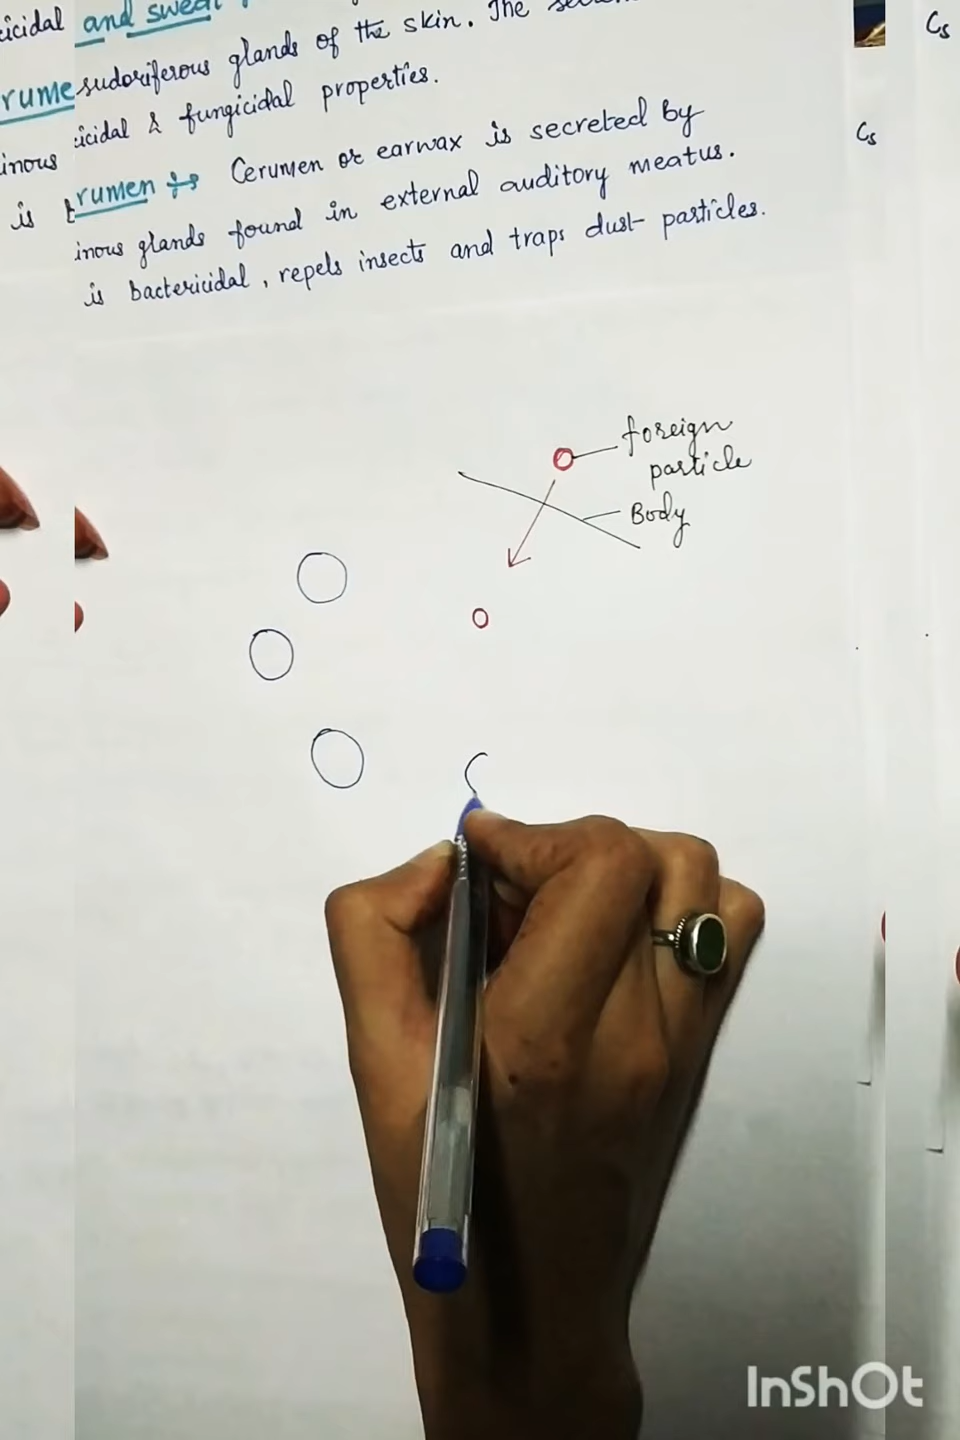 and sweat
sudoriferous glands of the skin. The
icidal & fungicidal properties.
rumen :- Cerumen or earwax is secreted by
inous glands found in external auditory meatus.
is bactericidal, repels insects and traps dust particles.
foreign
particle
Body
icidal
rume
inous
is
Cs
Cs
InShOt